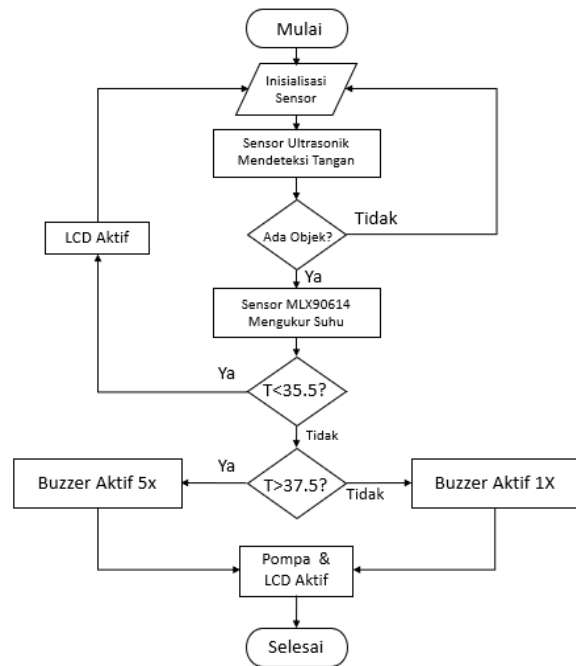 Mulai
Inisialisasi
Sensor
Sensor Ultrasonik
Mendeteksi Tangan
Ada Objek?
Tidak
LCD Aktif
Ya
Sensor MLX90614
Mengukur Suhu
Ya
T<35.5?
Tidak
Buzzer Aktif 5x
Ya
T>37.5?
Tidak
Buzzer Aktif 1X
Pompa &
LCD Aktif
Selesai